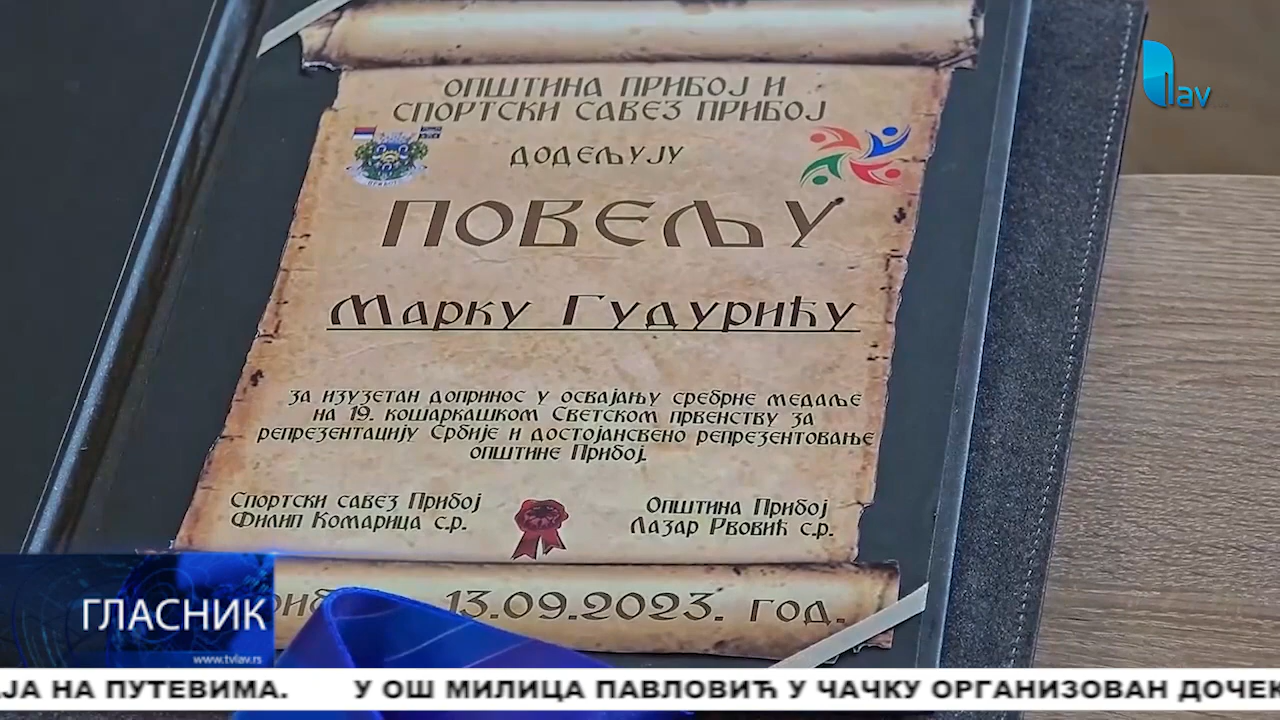 ОПШТИНА ПРИБОЈ И
СПОРТСКИ САВЕЗ ПРИБОЈ
ДОДЕЉУЈУ
ПОВЕЉУ
Марку Гудурићу
за изузетан допринос у освајању сребрне медаље
на 19. кошаркашком Светском првенству за
репрезентацију Србије и достојансвено репрезентовање
општине Прибој.
Спортски савез Прибој
Филип Комарица с.р.
Општина Прибој
Лазар Рвовић с.р.
13.09.2023. год.
lav
ГЛАСНИК
www.tvlav.rs
ЈА НА ПУТЕВИМА. У ОШ МИЛИЦА ПАВЛОВИЋ У ЧАЧКУ ОРГАНИЗОВАН ДОЧЕК